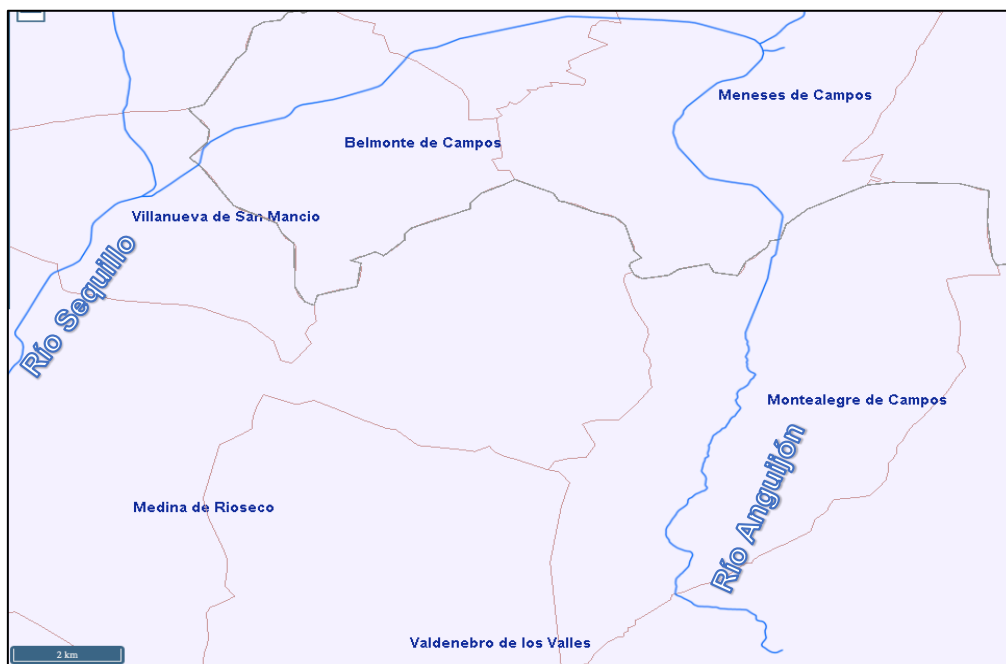 Meneses de Campos
Belmonte de Campos
Villanueva de San Mancio
Río Sequillo
Montealegre de Campos
Río Anguijón
Medina de Rioseco
Valdenebro de los Valles
2 km